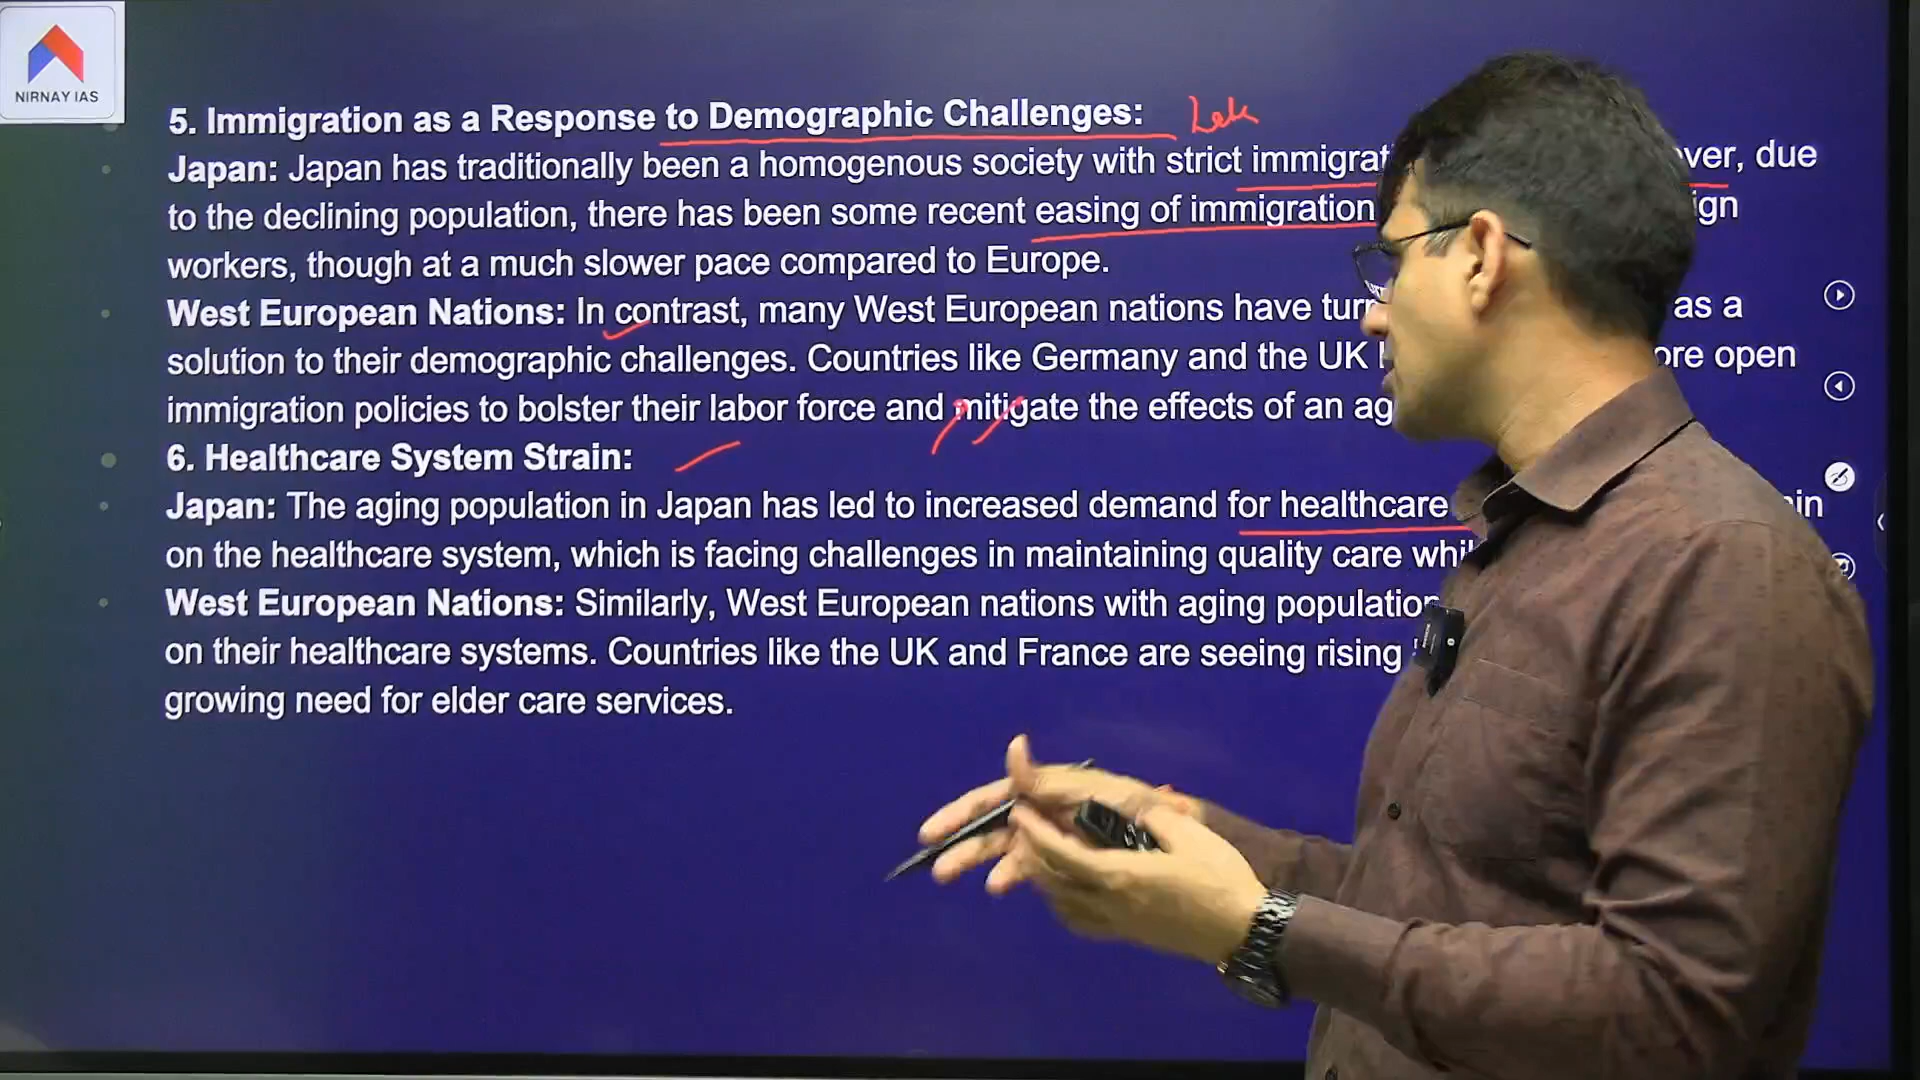 NIRNAY IAS
5. Immigration as a Response to Demographic Challenges:
Japan: Japan has traditionally been a homogenous society with strict immigrat ver, due
to the declining population, there has been some recent easing of immigration ign
workers, though at a much slower pace compared to Europe.
West European Nations: In contrast, many West European nations have turn as a
solution to their demographic challenges. Countries like Germany and the UK ore open
immigration policies to bolster their labor force and mitigate the effects of an ag
6. Healthcare System Strain:
Japan: The aging population in Japan has led to increased demand for healthcare in
on the healthcare system, which is facing challenges in maintaining quality care whil
West European Nations: Similarly, West European nations with aging population
on their healthcare systems. Countries like the UK and France are seeing rising
growing need for elder care services.